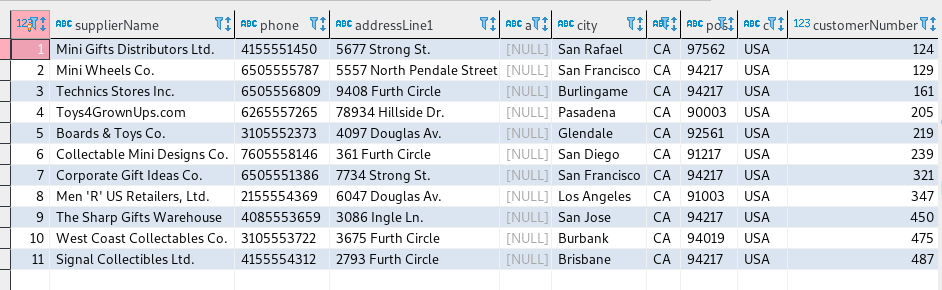 123 ABC supplierName ABC phone ABC addressLine1 ABC a ABC city ABC ABC pos ABC c 123 customerNumber
1 Mini Gifts Distributors Ltd. 4155551450 5677 Strong St. [NULL] San Rafael CA 97562 USA 124
2 Mini Wheels Co. 6505555787 5557 North Pendale Street [NULL] San Francisco CA 94217 USA 129
3 Technics Stores Inc. 6505556809 9408 Furth Circle [NULL] Burlingame CA 94217 USA 161
4 Toys4GrownUps.com 6265557265 78934 Hillside Dr. [NULL] Pasadena CA 90003 USA 205
5 Boards & Toys Co. 3105552373 4097 Douglas Av. [NULL] Glendale CA 92561 USA 219
6 Collectable Mini Designs Co. 7605558146 361 Furth Circle [NULL] San Diego CA 91217 USA 239
7 Corporate Gift Ideas Co. 6505551386 7734 Strong St. [NULL] San Francisco CA 94217 USA 321
8 Men 'R' US Retailers, Ltd. 2155554369 6047 Douglas Av. [NULL] Los Angeles CA 91003 USA 347
9 The Sharp Gifts Warehouse 4085553659 3086 Ingle Ln. [NULL] San Jose CA 94217 USA 450
10 West Coast Collectables Co. 3105553722 3675 Furth Circle [NULL] Burbank CA 94019 USA 475
11 Signal Collectibles Ltd. 4155554312 2793 Furth Circle [NULL] Brisbane CA 94217 USA 487